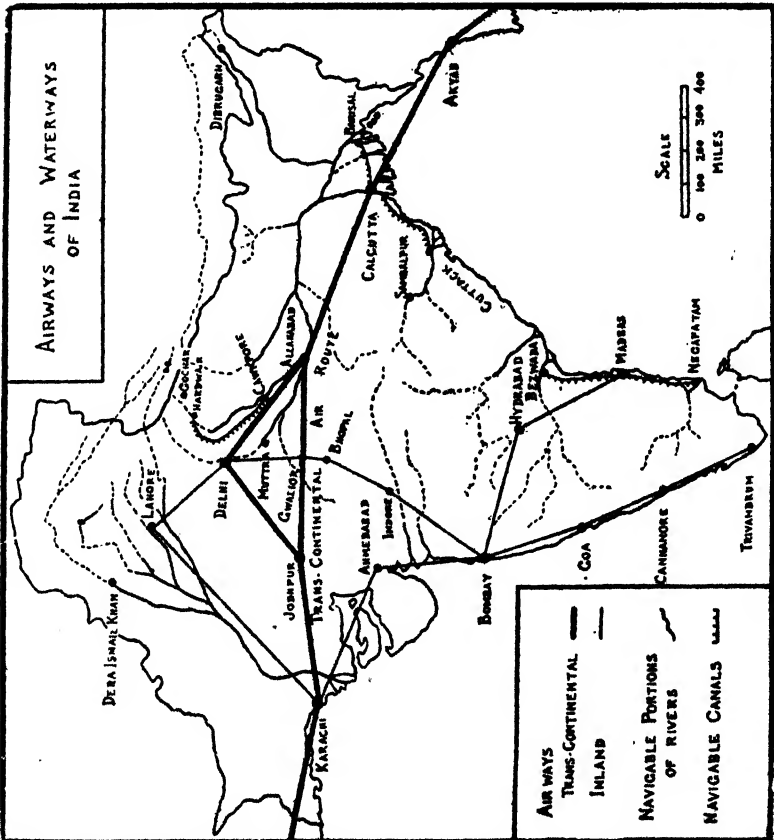 AIRWAYS AND WATERWAYS
OF INDIA
DIBRUGARH
AKYAB
CALCUTTA
SAMBALPUR
CUTTACK
SCALE
0 100 200 300 400
MILES
HARDWAR
CAWNPORE
ALLAHABAD
LAHORE
DELHI
MUTTRA
GWALIOR
BHOPAL
JODHPUR
TRANS-CONTINENTAL AIR ROUTE
DERA ISMAIL KHAN
KARACHI
AHMEDABAD
INDORE
BOMBAY
HYDRABAD
BEZWADA
MADRAS
NEGAPATAM
GOA
CANNANORE
TRIVANDRUM
AIRWAYS
TRANS-CONTINENTAL
INLAND
NAVIGABLE PORTIONS
OF RIVERS
NAVIGABLE CANALS